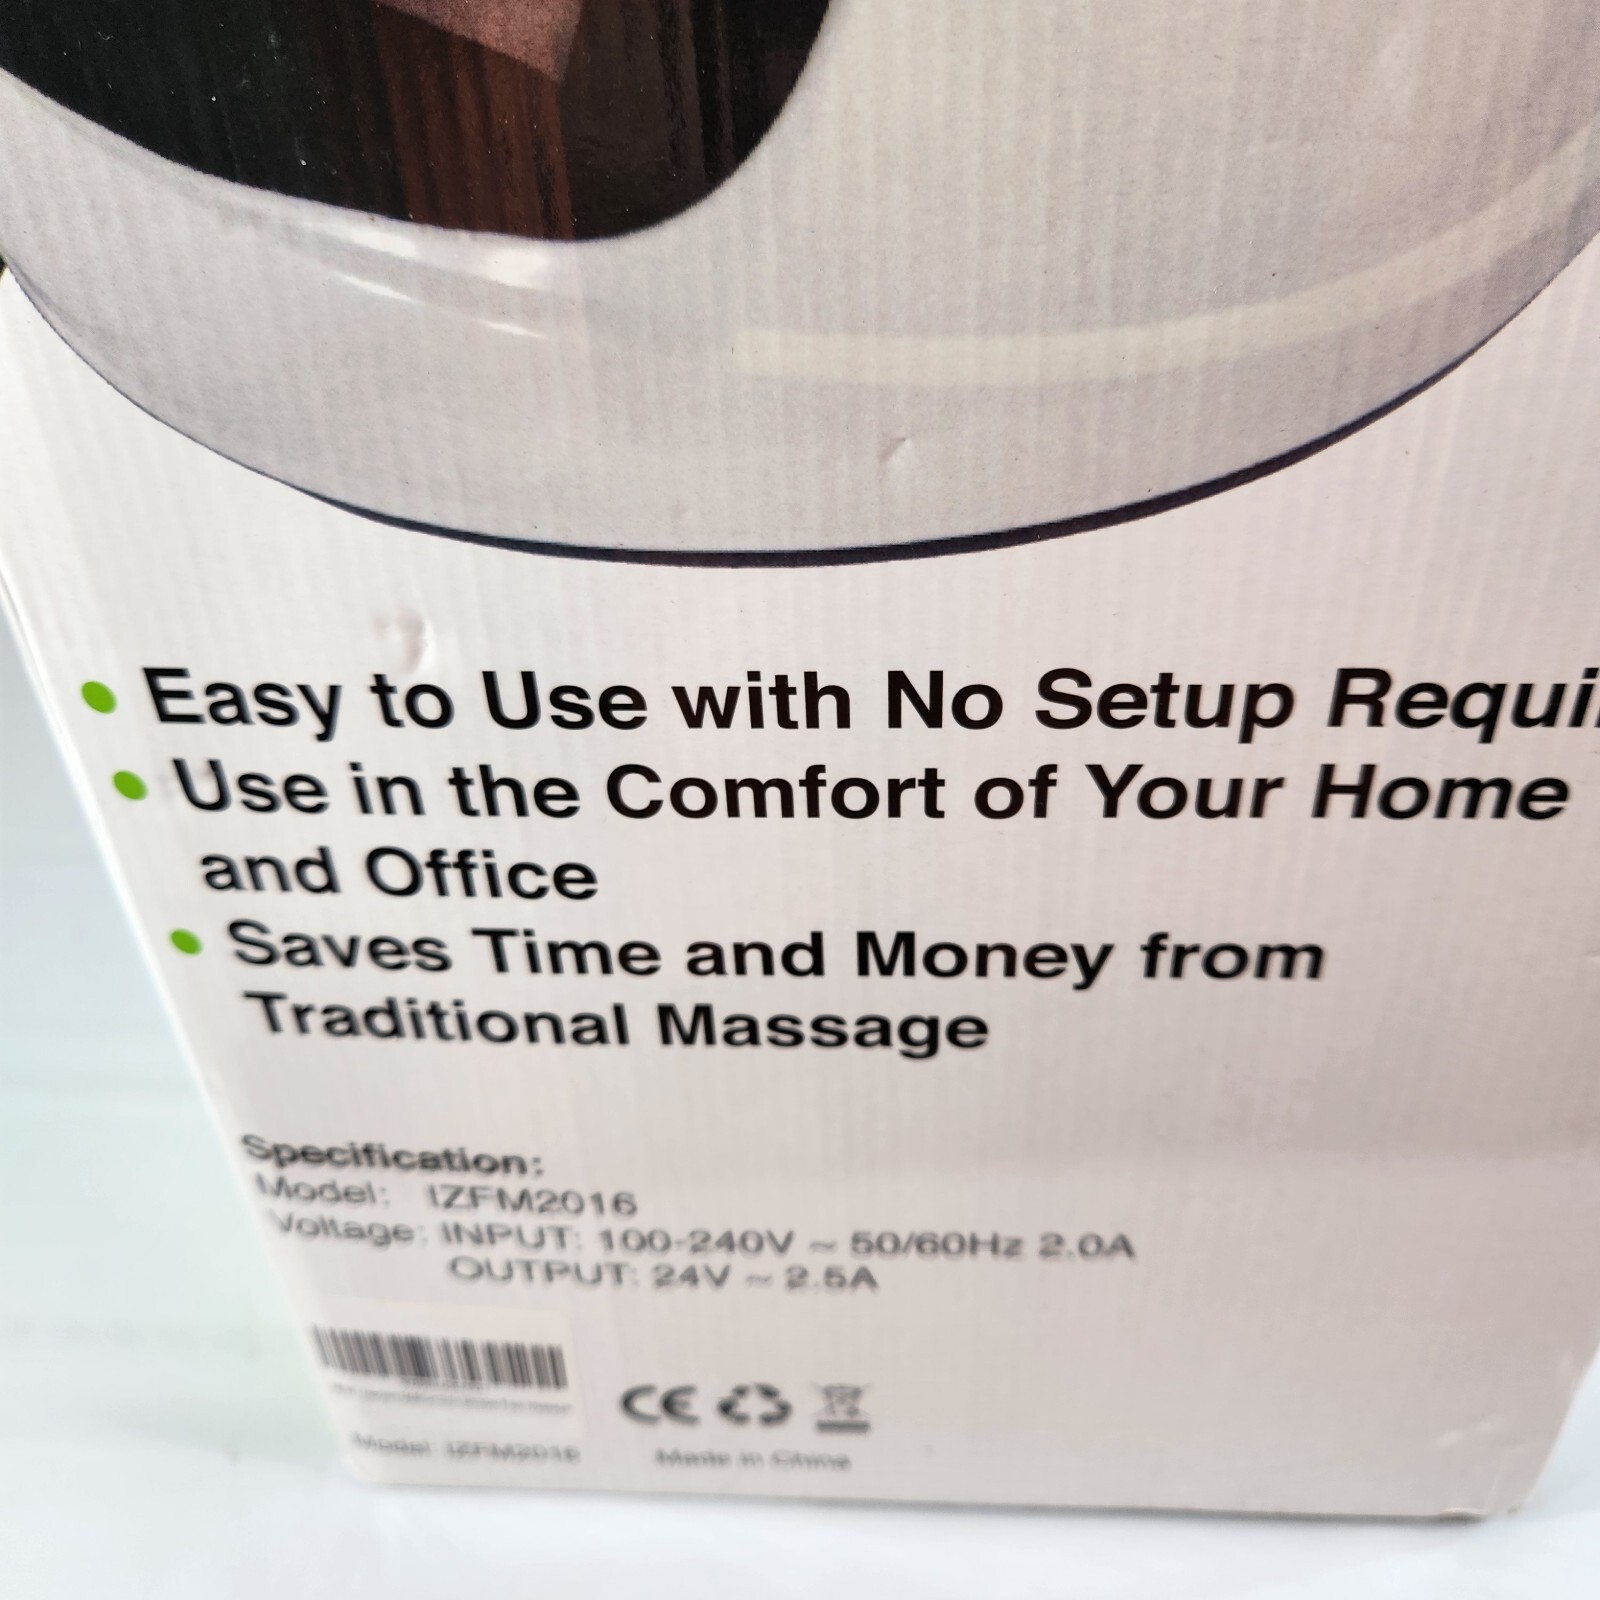 • Easy to Use with No Setup Requi
• Use in the Comfort of Your Home
and Office
• Saves Time and Money from
Traditional Massage
Specification:
Model: IZFM2016
Voltage: INPUT: 100-240V ~ 50/60Hz 2.0A
OUTPUT: 24V ~ 2.5A
CE
Model: IZFM2016
Made in China